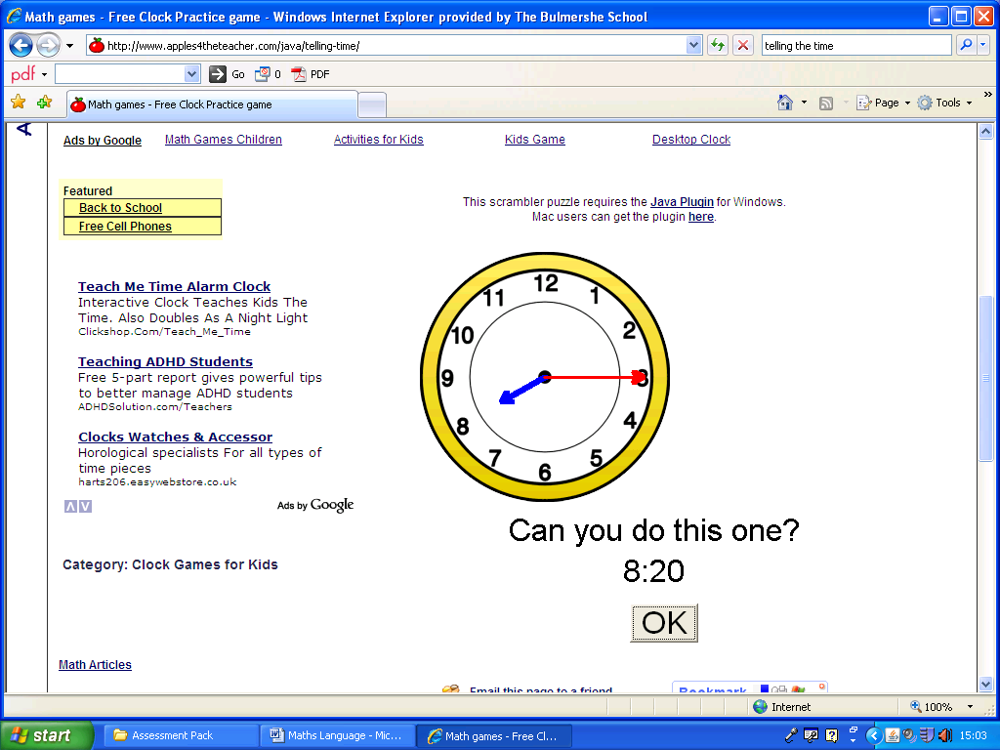 Math games - Free Clock Practice game - Windows Internet Explorer provided by The Bulmershe School
http://www.apples4theteacher.com/java/telling-time/
telling the time
pdf
Go
0
PDF
Math games - Free Clock Practice game
Page
Tools
»
Ads by Google
Math Games Children
Activities for Kids
Kids Game
Desktop Clock
Featured
Back to School
Free Cell Phones
This scrambler puzzle requires the Java Plugin for Windows.
Mac users can get the plugin here.
Teach Me Time Alarm Clock
Interactive Clock Teaches Kids The
Time. Also Doubles As A Night Light
Clickshop.Com/Teach_Me_Time
Teaching ADHD Students
Free 5-part report gives powerful tips
to better manage ADHD students
ADHDSolution.com/Teachers
Clocks Watches & Accessor
Horological specialists For all types of
time pieces
harts206.easywebstore.co.uk
Ads by Google
12
1
2
3
4
5
6
7
8
9
10
11
Can you do this one?
8:20
OK
Category: Clock Games for Kids
Math Articles
Email this page to a friend
Bookmark
Internet
100%
start
Assessment Pack
Maths Language - Mic...
Math games - Free Cl...
15:03